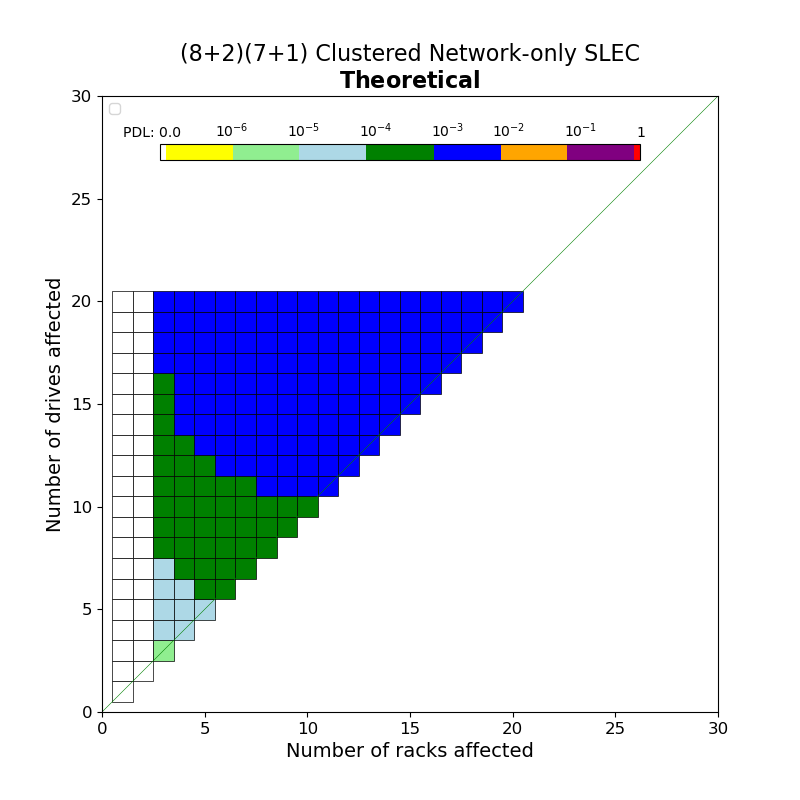 (8+2)(7+1) Clustered Network-only SLEC
Theoretical
PDL: 0.0 10⁻⁶ 10⁻⁵ 10⁻⁴ 10⁻³ 10⁻² 10⁻¹ 1
30
25
20
15
10
5
0
Number of drives affected
0 5 10 15 20 25 30
Number of racks affected